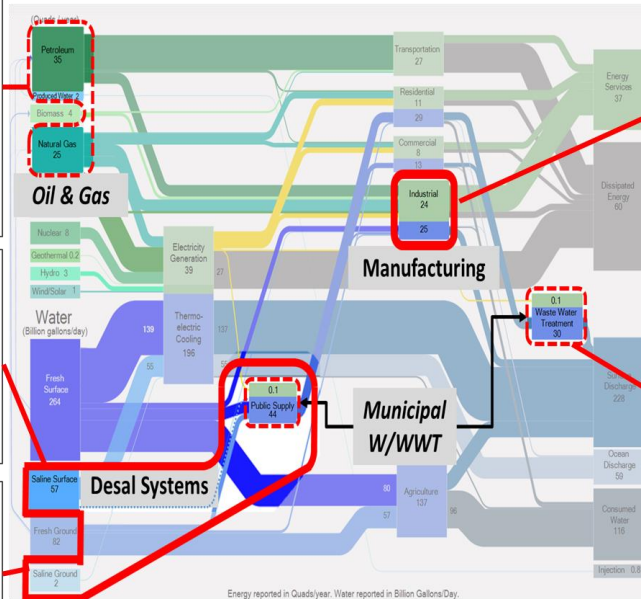 (Quads / year)
Petroleum
35
Produced Water 2
Biomass 4
Natural Gas
25
Oil & Gas
Nuclear 8
Geothermal 0.2
Hydro 3
Wind/Solar 1
Water
(Billion gallons/day)
Fresh
Surface
264
Saline Surface
57
Fresh Ground
82
Saline Ground
2
Desal Systems
139
55
Electricity
Generation
39
Thermo-
electric
Cooling
196
27
137
0.1
Public Supply
44
Transportation
27
Residential
11
29
Commercial
8
13
Industrial
24
25
Manufacturing
Municipal
W/WWT
80
57
Agriculture
137
96
0.1
Waste Water
Treatment
30
Energy
Services
37
Dissipated
Energy
60
Discharge
228
Ocean
Discharge
59
Consumed
Water
116
Injection 0.6
Energy reported in Quads/year. Water reported in Billion Gallons/Day.